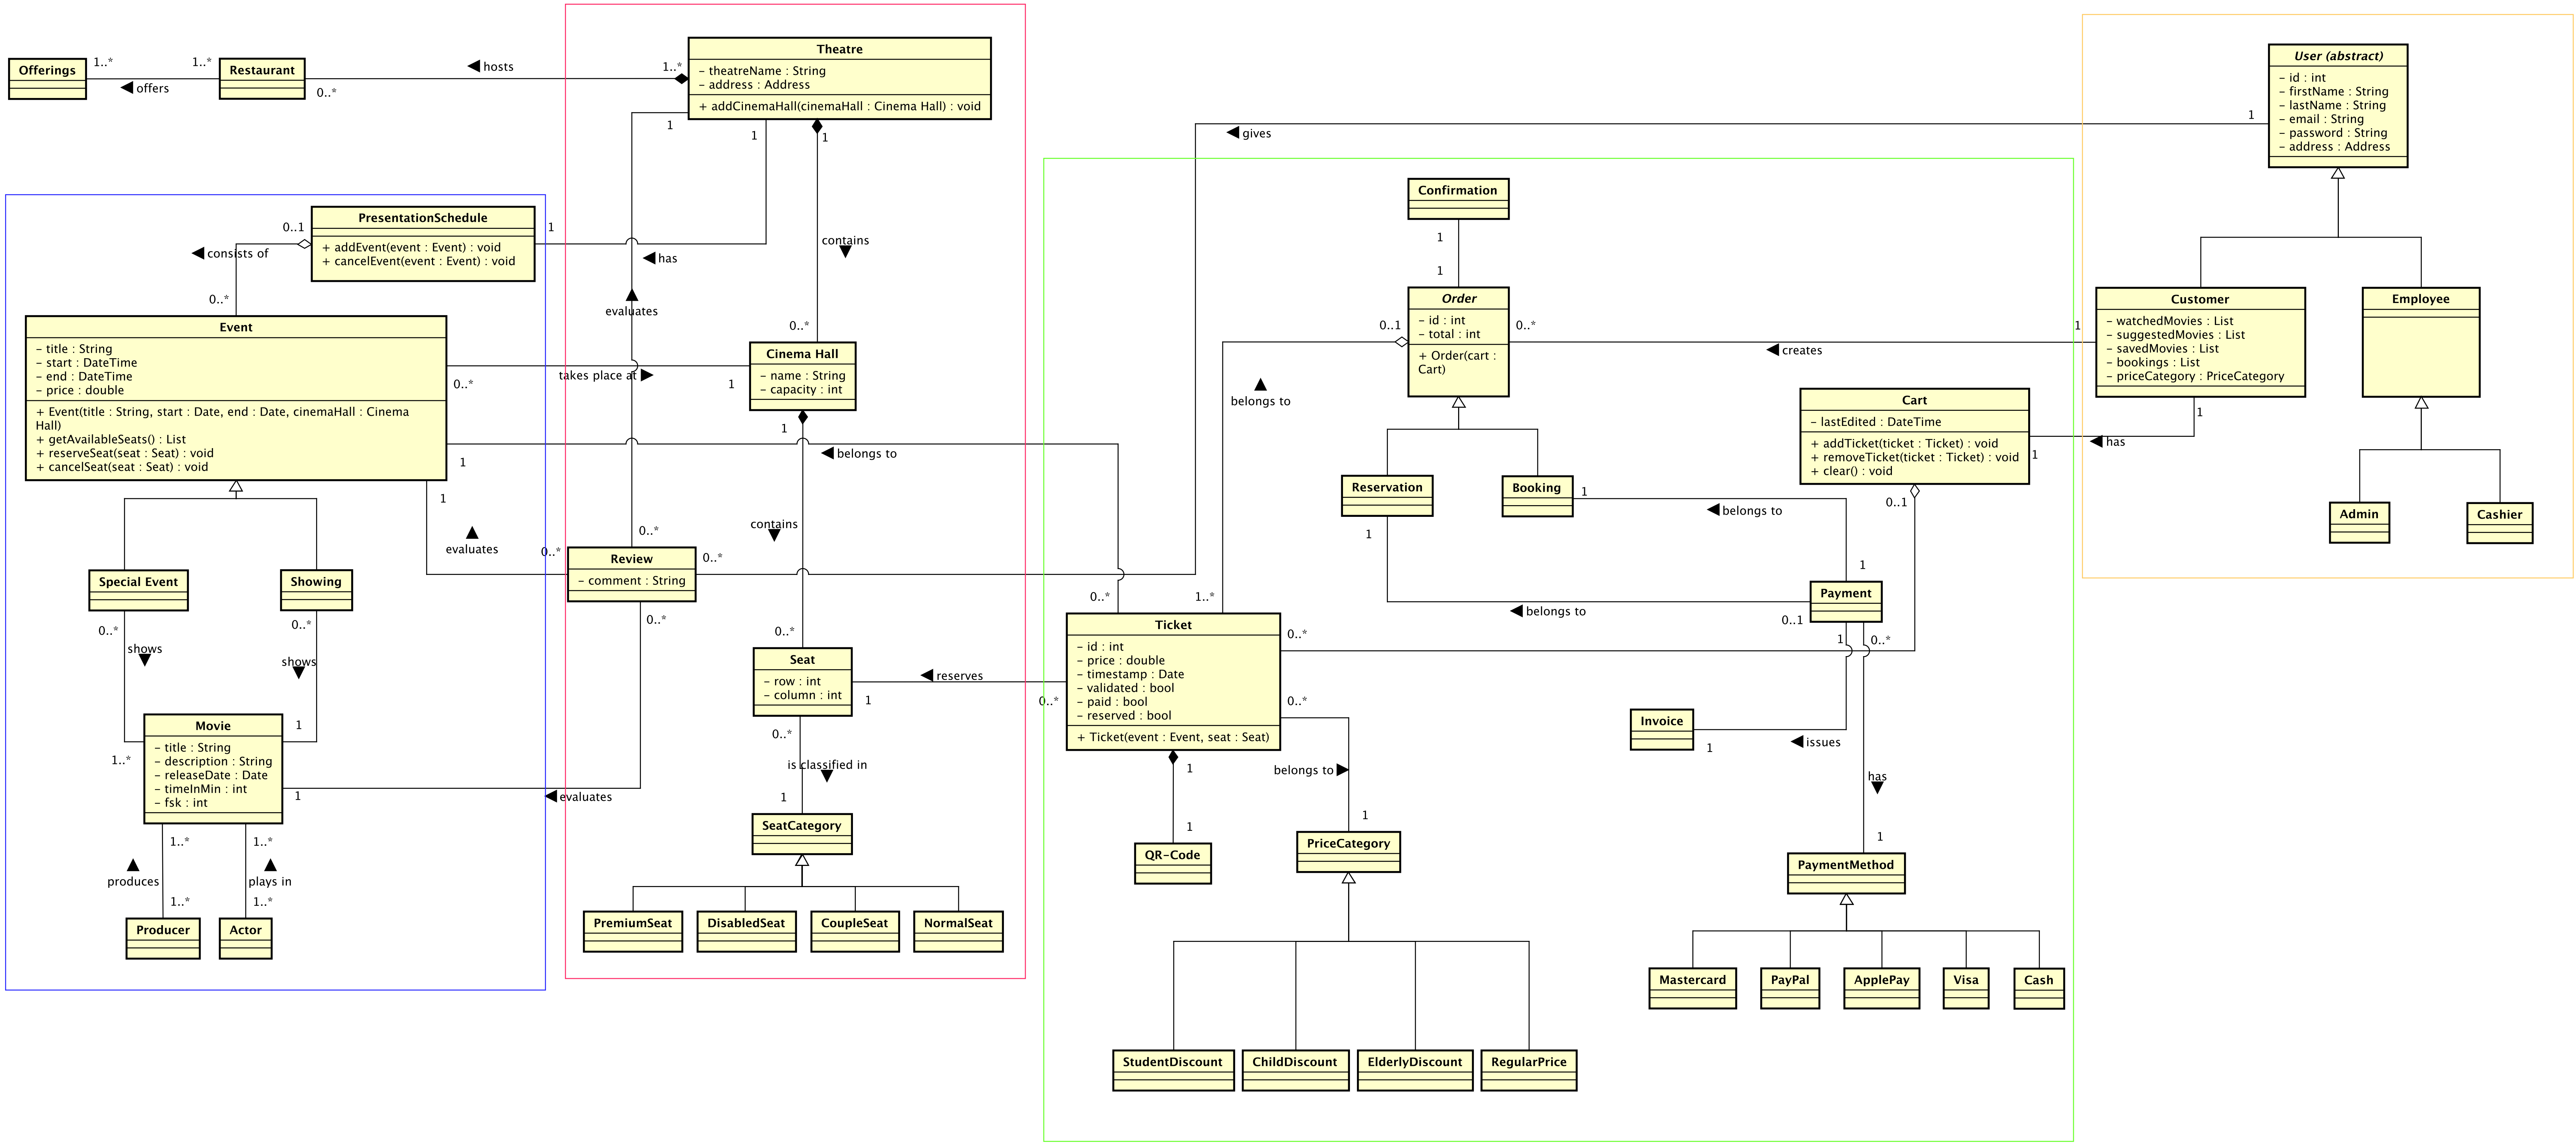 Offerings
1..*
offers
1..*
Restaurant
0..*
hosts
1..*
Theatre
– theatreName : String
– address : Address
+ addCinemaHall(cinemaHall : Cinema Hall) : void
1
1
1
PresentationSchedule
+ addEvent(event : Event) : void
+ cancelEvent(event : Event) : void
0..1
consists of
0..*
1
has
evaluates
contains
0..*
Event
– title : String
– start : DateTime
– end : DateTime
– price : double
+ Event(title : String, start : Date, end : Date, cinemaHall : Cinema
Hall)
+ getAvailableSeats() : List
+ reserveSeat(seat : Seat) : void
+ cancelSeat(seat : Seat) : void
0..*
takes place at
1
Cinema Hall
– name : String
– capacity : int
1
1
belongs to
0..*
1
evaluates
0..*
0..*
Review
– comment : String
0..*
0..*
contains
0..*
Special Event
Showing
0..*
shows
1..*
0..*
shows
1
Movie
– title : String
– description : String
– releaseDate : Date
– timeInMin : int
– fsk : int
1
evaluates
1..*
produces
1..*
1..*
plays in
1..*
Producer
Actor
Seat
– row : int
– column : int
1
reserves
0..*
0..*
is classified in
1
SeatCategory
PremiumSeat
DisabledSeat
CoupleSeat
NormalSeat
gives
1
Confirmation
1
1
Order
– id : int
– total : int
+ Order(cart :
Cart)
0..1
belongs to
1..*
0..*
creates
1
Reservation
Booking
1
belongs to
1
1
belongs to
0..1
Cart
– lastEdited : DateTime
+ addTicket(ticket : Ticket) : void
+ removeTicket(ticket : Ticket) : void
+ clear() : void
1
has
1
0..1
0..*
Payment
1
0..*
Ticket
– id : int
– price : double
– timestamp : Date
– validated : bool
– paid : bool
– reserved : bool
+ Ticket(event : Event, seat : Seat)
0..*
belongs to
1
1
1
QR-Code
PriceCategory
StudentDiscount
ChildDiscount
ElderlyDiscount
RegularPrice
Invoice
1
issues
has
1
PaymentMethod
Mastercard
PayPal
ApplePay
Visa
Cash
User (abstract)
– id : int
– firstName : String
– lastName : String
– email : String
– password : String
– address : Address
Customer
– watchedMovies : List
– suggestedMovies : List
– savedMovies : List
– bookings : List
– priceCategory : PriceCategory
Employee
Admin
Cashier